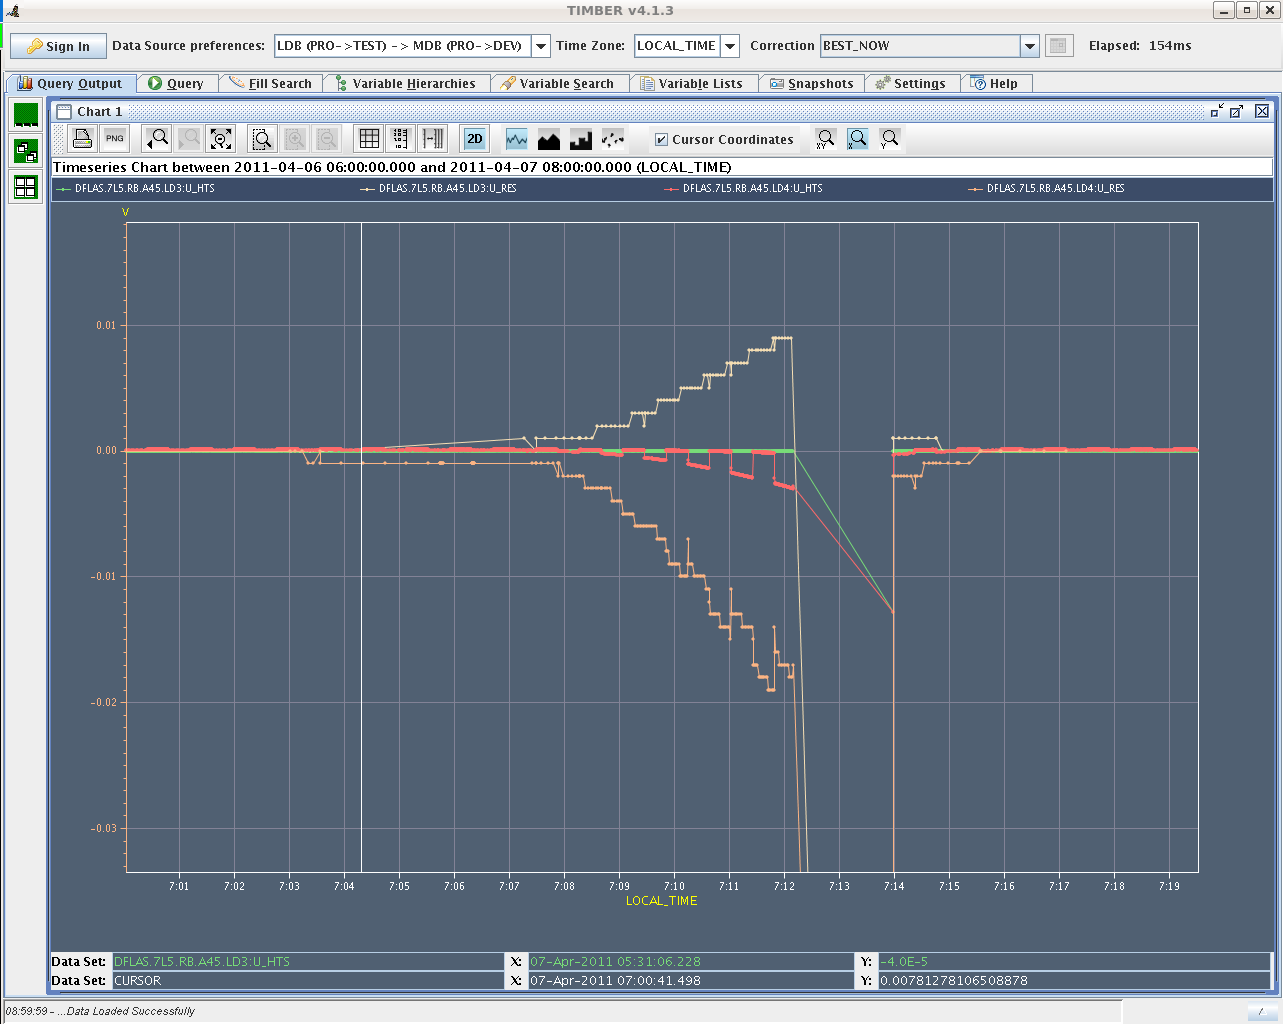 TIMBER v4.1.3
Sign In Data Source preferences: LDB (PRO->TEST) -> MDB (PRO->DEV) Time Zone: LOCAL_TIME Correction BEST_NOW Elapsed: 154ms
Query Output Query Fill Search Variable Hierarchies Variable Search Variable Lists Snapshots Settings Help
Chart 1
PNG 2D Cursor Coordinates XY X Y
Timeseries Chart between 2011-04-06 06:00:00.000 and 2011-04-07 08:00:00.000 (LOCAL_TIME)
DFLAS.7L5.RB.A45.LD3:U_HTS DFLAS.7L5.RB.A45.LD3:U_RES DFLAS.7L5.RB.A45.LD4:U_HTS DFLAS.7L5.RB.A45.LD4:U_RES
V
0.01
0.00
-0.01
-0.02
-0.03
7:01 7:02 7:03 7:04 7:05 7:06 7:07 7:08 7:09 7:10 7:11 7:12 7:13 7:14 7:15 7:16 7:17 7:18 7:19
LOCAL_TIME
Data Set: DFLAS.7L5.RB.A45.LD3:U_HTS X: 07-Apr-2011 05:31:06.228 Y: -4.0E-5
Data Set: CURSOR X: 07-Apr-2011 07:00:41.498 Y: 0.00781278106508878
08:59:59 - ...Data Loaded Successfully